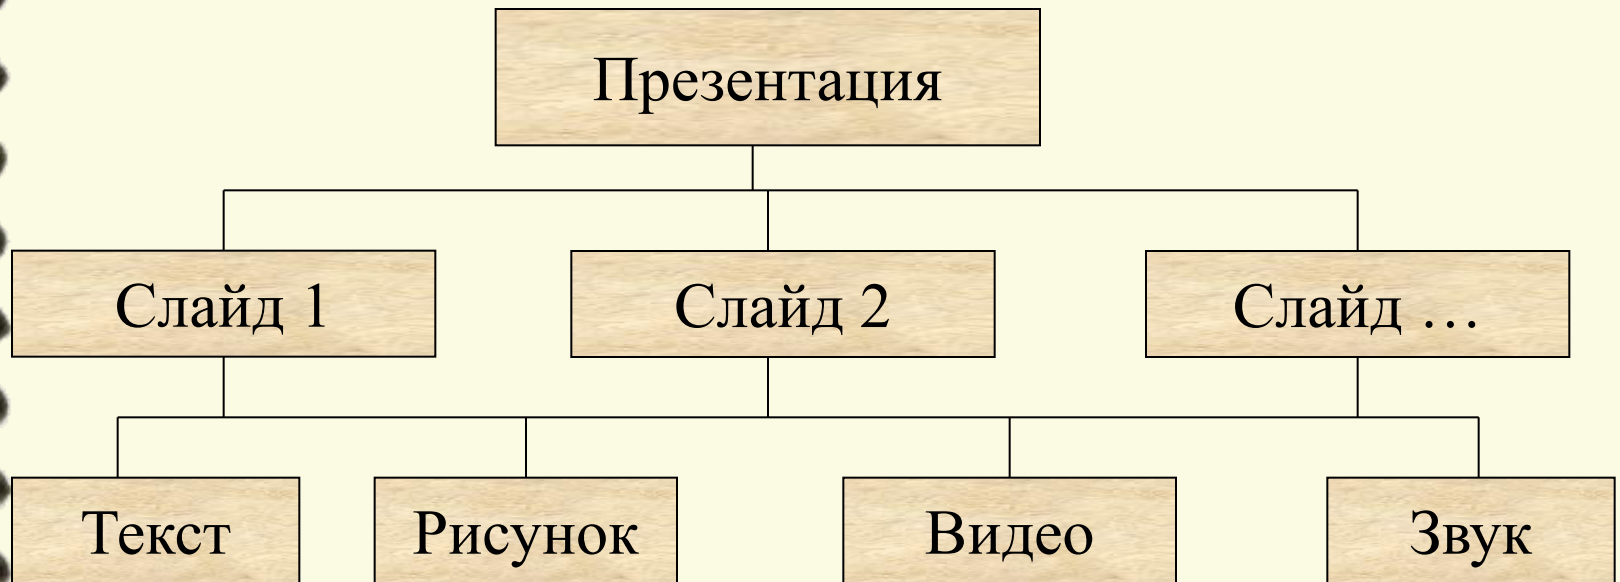 Презентация
Слайд 1
Слайд 2
Слайд …
Текст
Рисунок
Видео
Звук